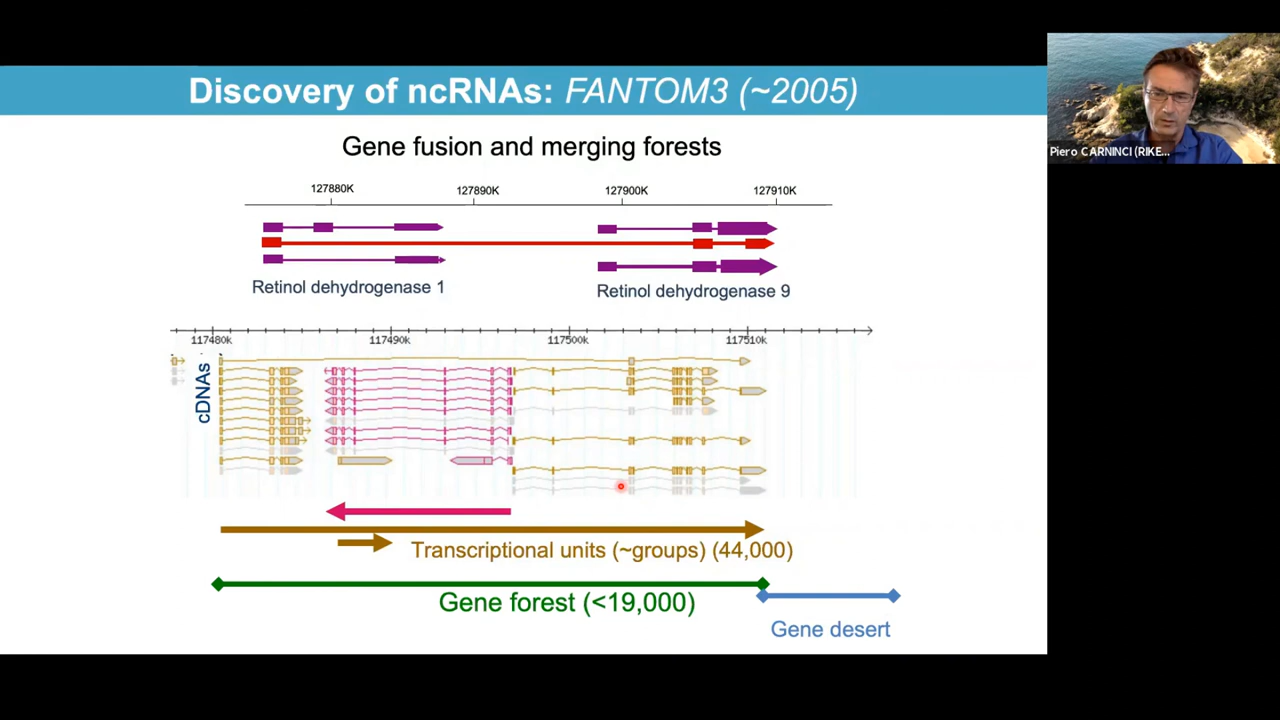 Discovery of ncRNAs: FANTOM3 (~2005)
Piero CARNINCI (RIKE...
Gene fusion and merging forests
127880K 127890K 127900K 127910K
Retinol dehydrogenase 1
Retinol dehydrogenase 9
117480k 117490k 117500k 117510k
cDNAs
Transcriptional units (~groups) (44,000)
Gene forest (<19,000)
Gene desert